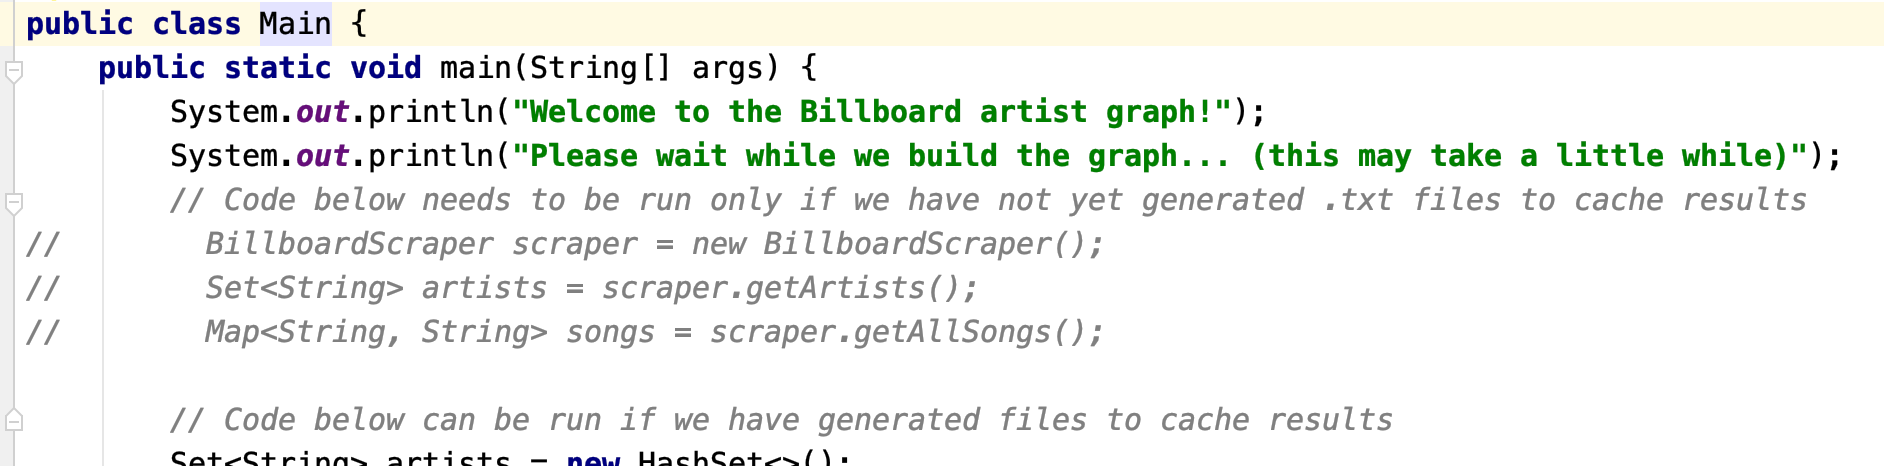 public class Main {
    public static void main(String[] args) {
        System.out.println("Welcome to the Billboard artist graph!");
        System.out.println("Please wait while we build the graph... (this may take a little while)");
        // Code below needs to be run only if we have not yet generated .txt files to cache results
//        BillboardScraper scraper = new BillboardScraper();
//        Set<String> artists = scraper.getArtists();
//        Map<String, String> songs = scraper.getAllSongs();
        // Code below can be run if we have generated files to cache results
        Set<String> artists = new HashSet<>();